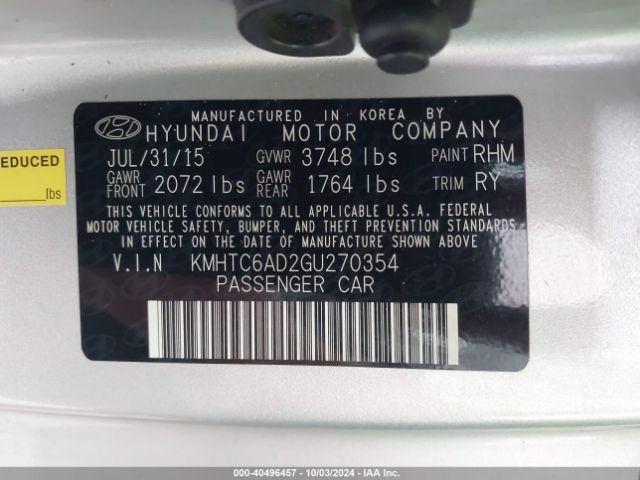 MANUFACTURED IN KOREA BY
HYUNDAI MOTOR COMPANY
JUL/31/15 GVWR 3748 lbs PAINT RHM
GAWR FRONT 2072 lbs GAWR REAR 1764 lbs TRIM RY
THIS VEHICLE CONFORMS TO ALL APPLICABLE U.S.A. FEDERAL
MOTOR VEHICLE SAFETY, BUMPER, AND THEFT PREVENTION STANDARDS
IN EFFECT ON THE DATE OF MANUFACTURE SHOWN ABOVE.
V.I.N KMHTC6AD2GU270354
PASSENGER CAR
EDUCED
lbs
000 - 40496457 - 10/03/2024 - IAA Inc.